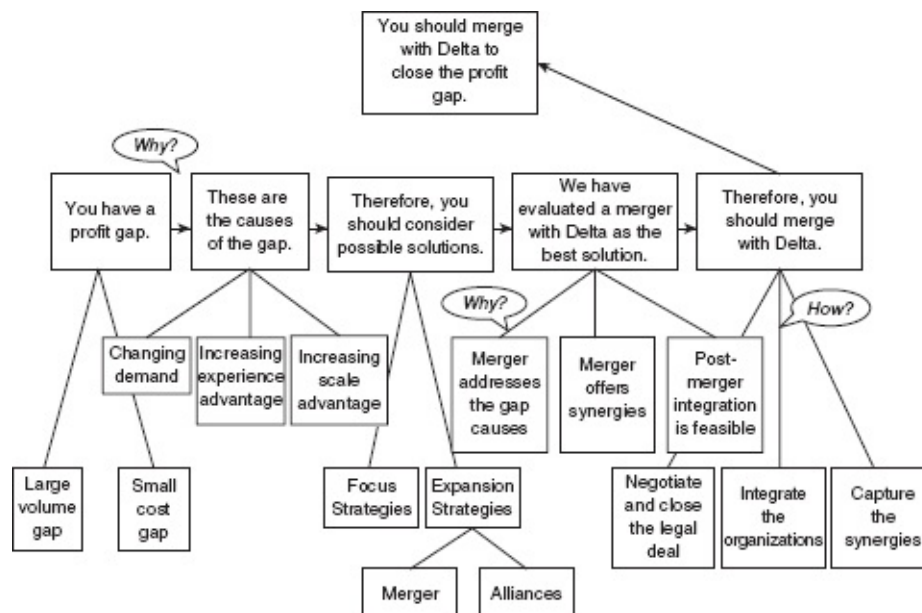 You should merge
with Delta to
close the profit
gap.
Why?
You have a
profit gap.
These are
the causes
of the gap.
Therefore, you
should consider
possible solutions.
We have
evaluated a merger
with Delta as the
best solution.
Therefore, you
should merge
with Delta.
Why?
How?
Changing
demand
Increasing
experience
advantage
Increasing
scale
advantage
Merger
addresses
the gap
causes
Merger
offers
synergies
Post-
merger
integration
is feasible
Large
volume
gap
Small
cost
gap
Focus
Strategies
Expansion
Strategies
Negotiate
and close
the legal
deal
Integrate
the
organizations
Capture
the
synergies
Merger
Alliances